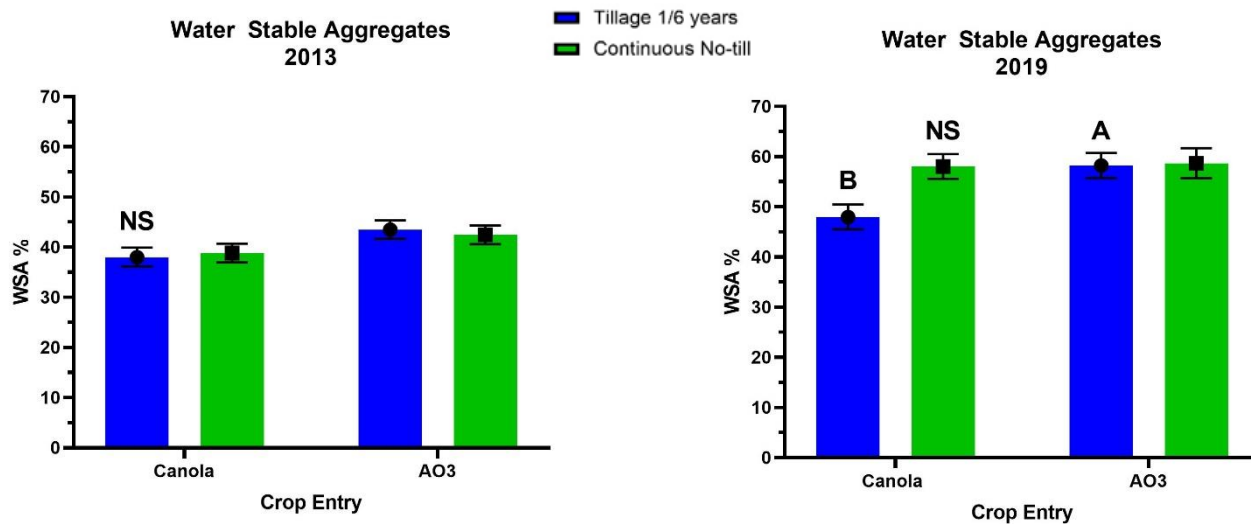 Water Stable Aggregates
2013
70
60
50
40
30
20
10
0
WSA %
NS
Canola
AO3
Crop Entry
Tillage 1/6 years
Continuous No-till
Water Stable Aggregates
2019
70
60
50
40
30
20
10
0
WSA %
B
NS
A
Canola
AO3
Crop Entry